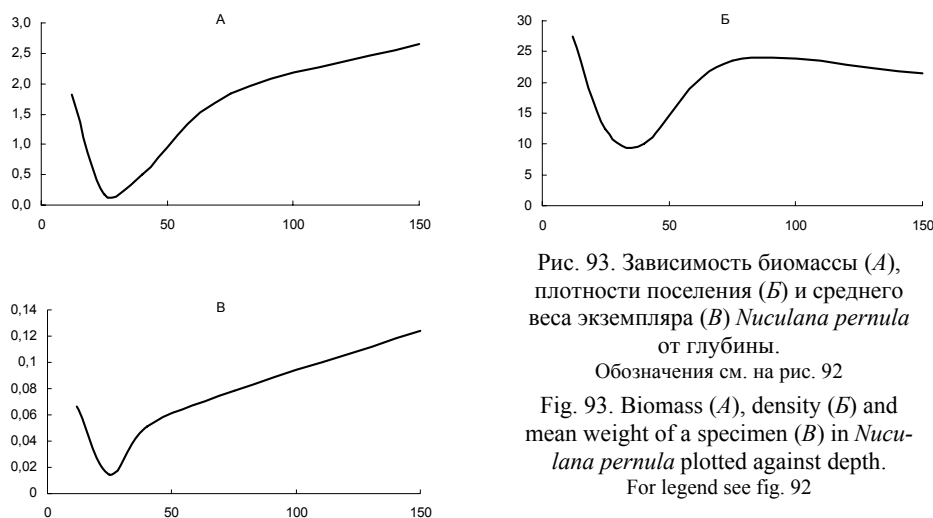 А
3,0
2,5
2,0
1,5
1,0
0,5
0,0
0 50 100 150
Б
30
25
20
15
10
5
0
0 50 100 150
В
0,14
0,12
0,1
0,08
0,06
0,04
0,02
0
0 50 100 150
Рис. 93. Зависимость биомассы (А),
плотности поселения (Б) и среднего
веса экземпляра (В) Nuculana pernula
от глубины.
Обозначения см. на рис. 92
Fig. 93. Biomass (А), density (Б) and
mean weight of a specimen (В) in Nucu-
lana pernula plotted against depth.
For legend see fig. 92